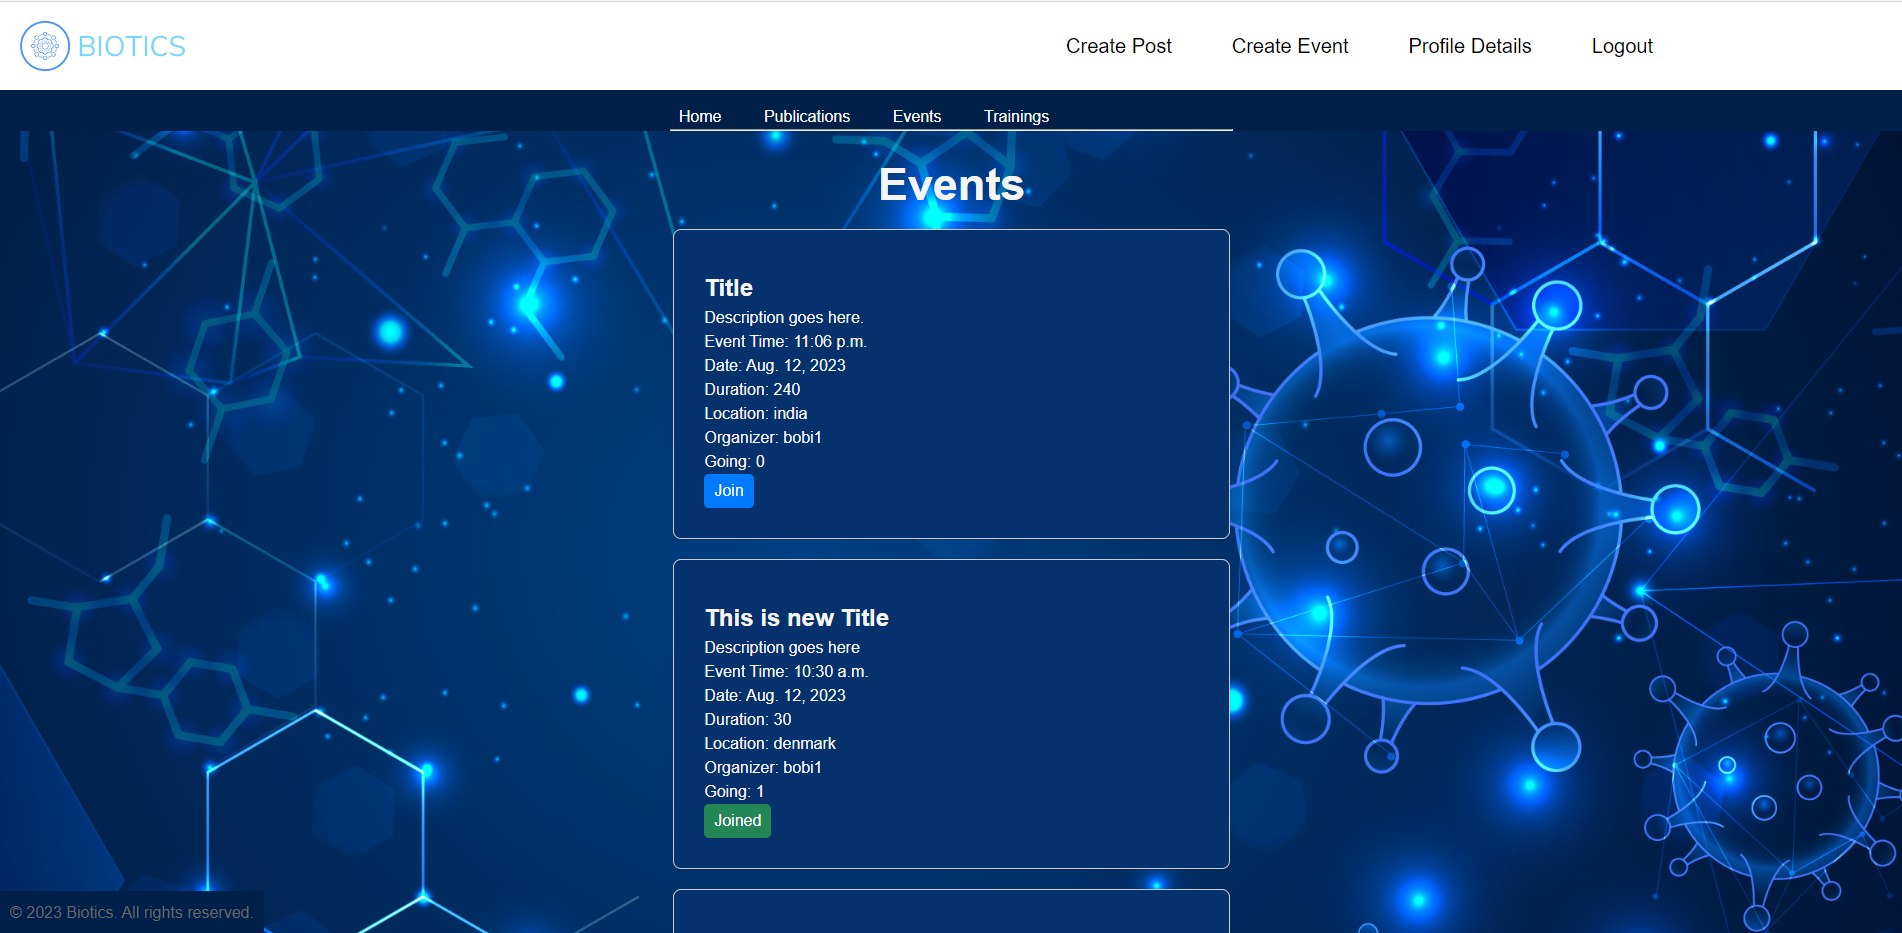 BIOTICS
Create Post
Create Event
Profile Details
Logout
Home
Publications
Events
Trainings
Events
Title
Description goes here.
Event Time: 11:06 p.m.
Date: Aug. 12, 2023
Duration: 240
Location: india
Organizer: bobi1
Going: 0
Join
This is new Title
Description goes here
Event Time: 10:30 a.m.
Date: Aug. 12, 2023
Duration: 30
Location: denmark
Organizer: bobi1
Going: 1
Joined
© 2023 Biotics. All rights reserved.